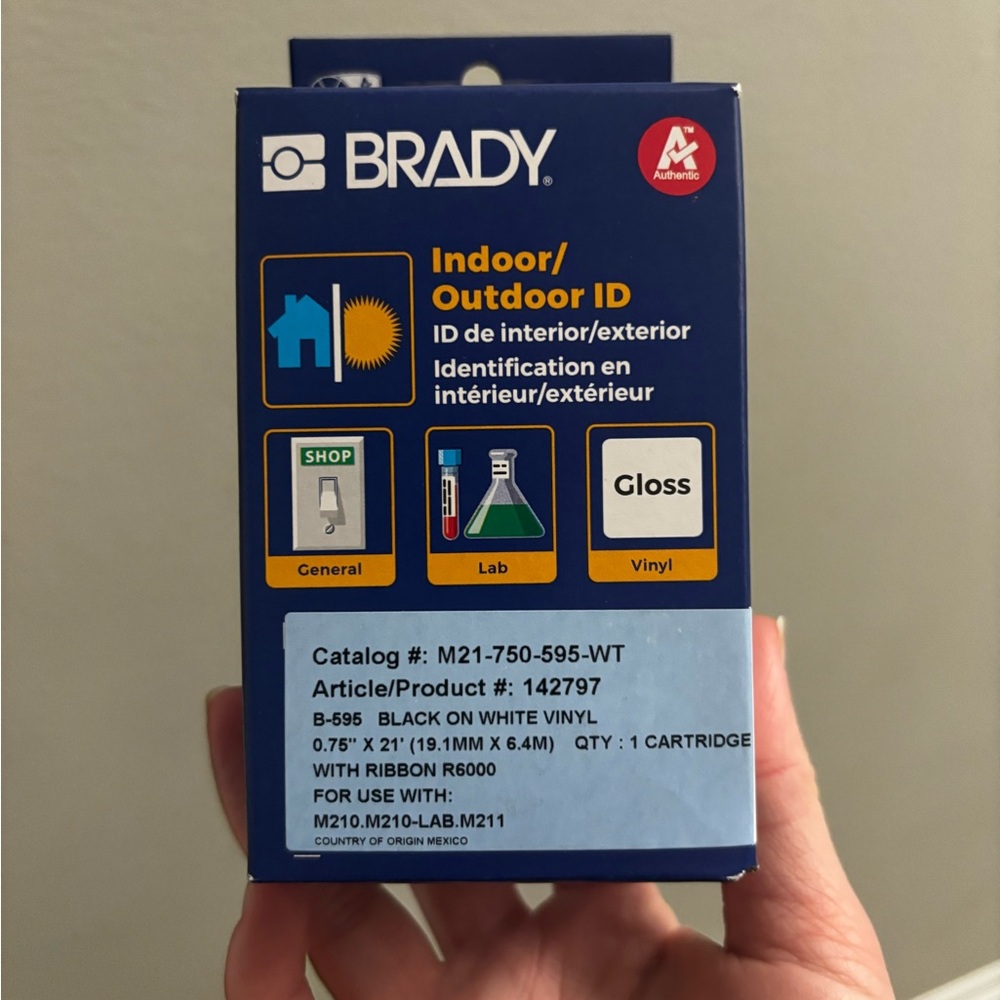 BRADY®
A™
Authentic
Indoor/
Outdoor ID
ID de interior/exterior
Identification en
intérieur/extérieur
SHOP
Gloss
General
Lab
Vinyl
Catalog #: M21-750-595-WT
Article/Product #: 142797
B-595 BLACK ON WHITE VINYL
0.75" X 21' (19.1MM X 6.4M) QTY : 1 CARTRIDGE
WITH RIBBON R6000
FOR USE WITH:
M210.M210-LAB.M211
COUNTRY OF ORIGIN MEXICO